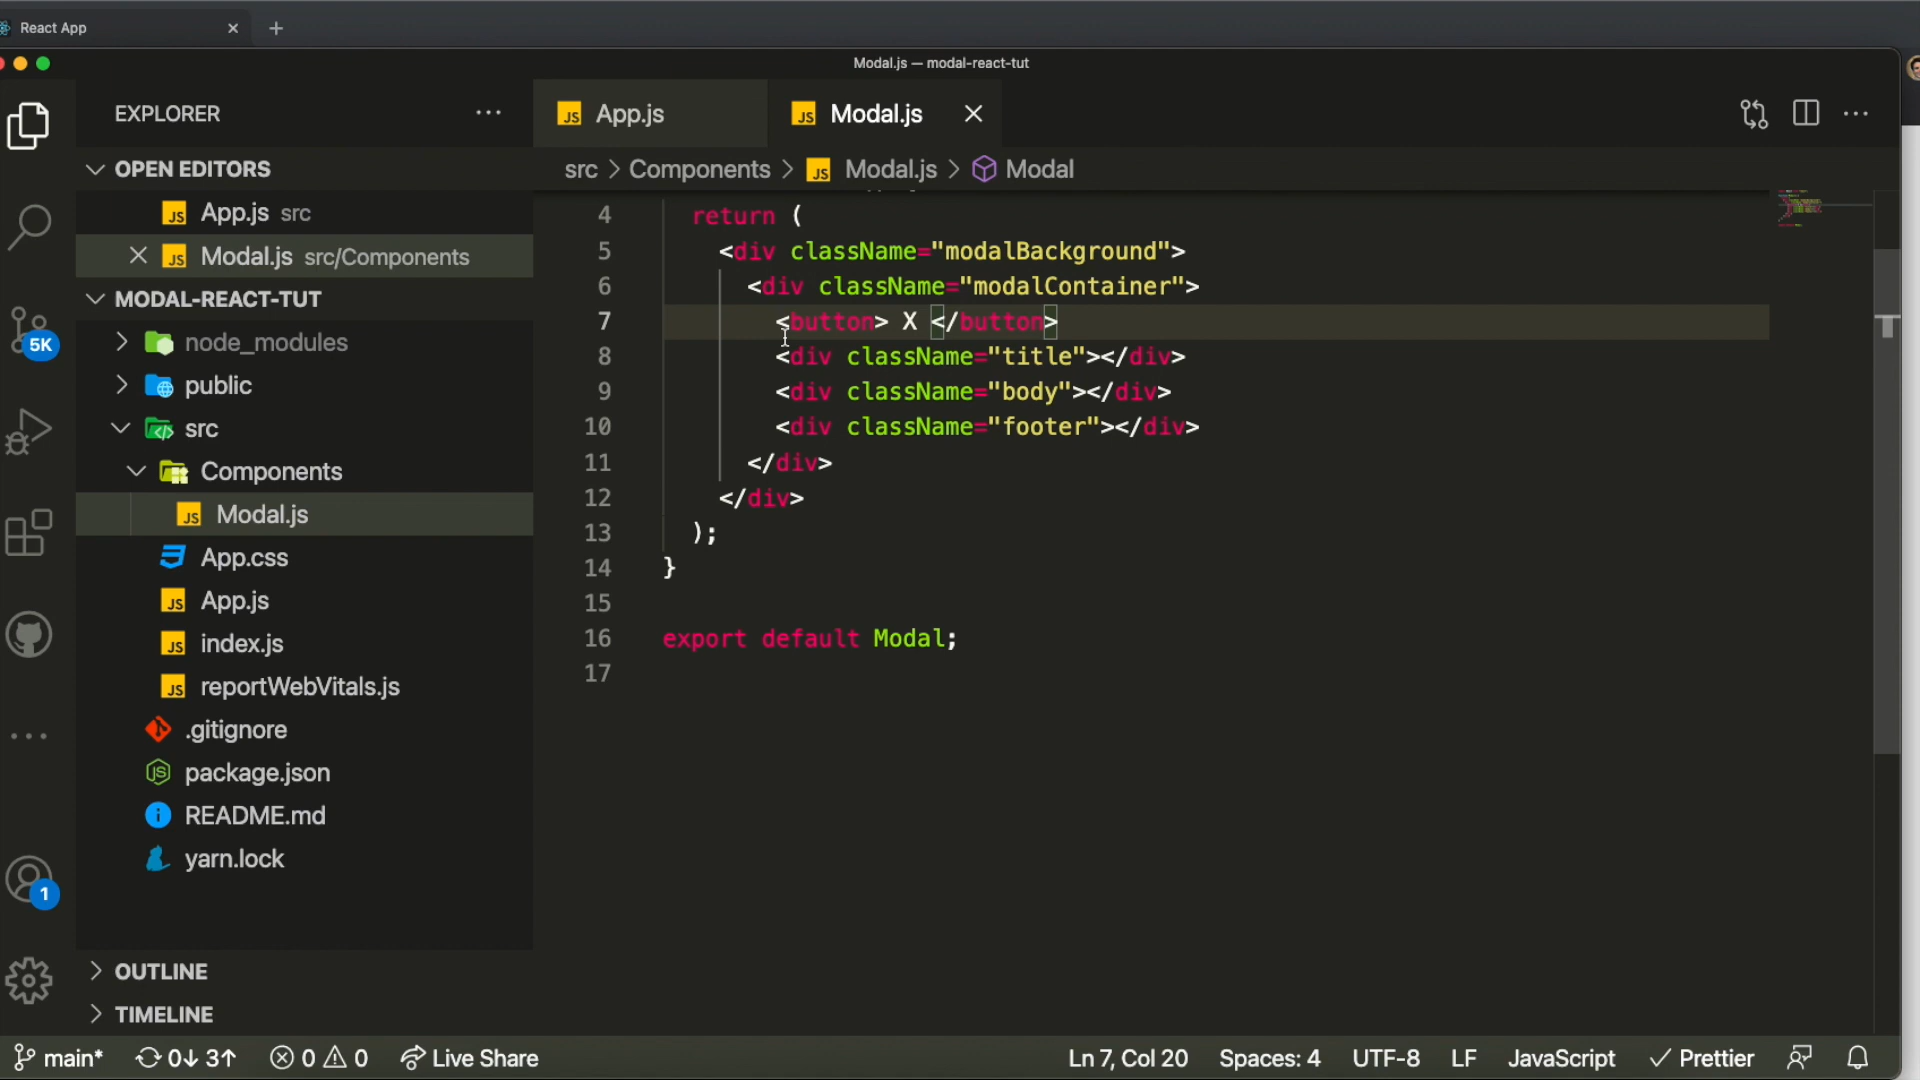 React App
Modal.js — modal-react-tut
EXPLORER
App.js
Modal.js
OPEN EDITORS
src > Components > Modal.js > Modal
App.js src
Modal.js src/Components
MODAL-REACT-TUT
node_modules
public
src
Components
Modal.js
App.css
App.js
index.js
reportWebVitals.js
.gitignore
package.json
README.md
yarn.lock
OUTLINE
TIMELINE
5K
1
4 return (
5 <div className="modalBackground">
6 <div className="modalContainer">
7 <button> X </button>
8 <div className="title"></div>
9 <div className="body"></div>
10 <div className="footer"></div>
11 </div>
12 </div>
13 );
14 }
15
16 export default Modal;
17
main* 0↓ 3↑ 0 0 Live Share Ln 7, Col 20 Spaces: 4 UTF-8 LF JavaScript Prettier